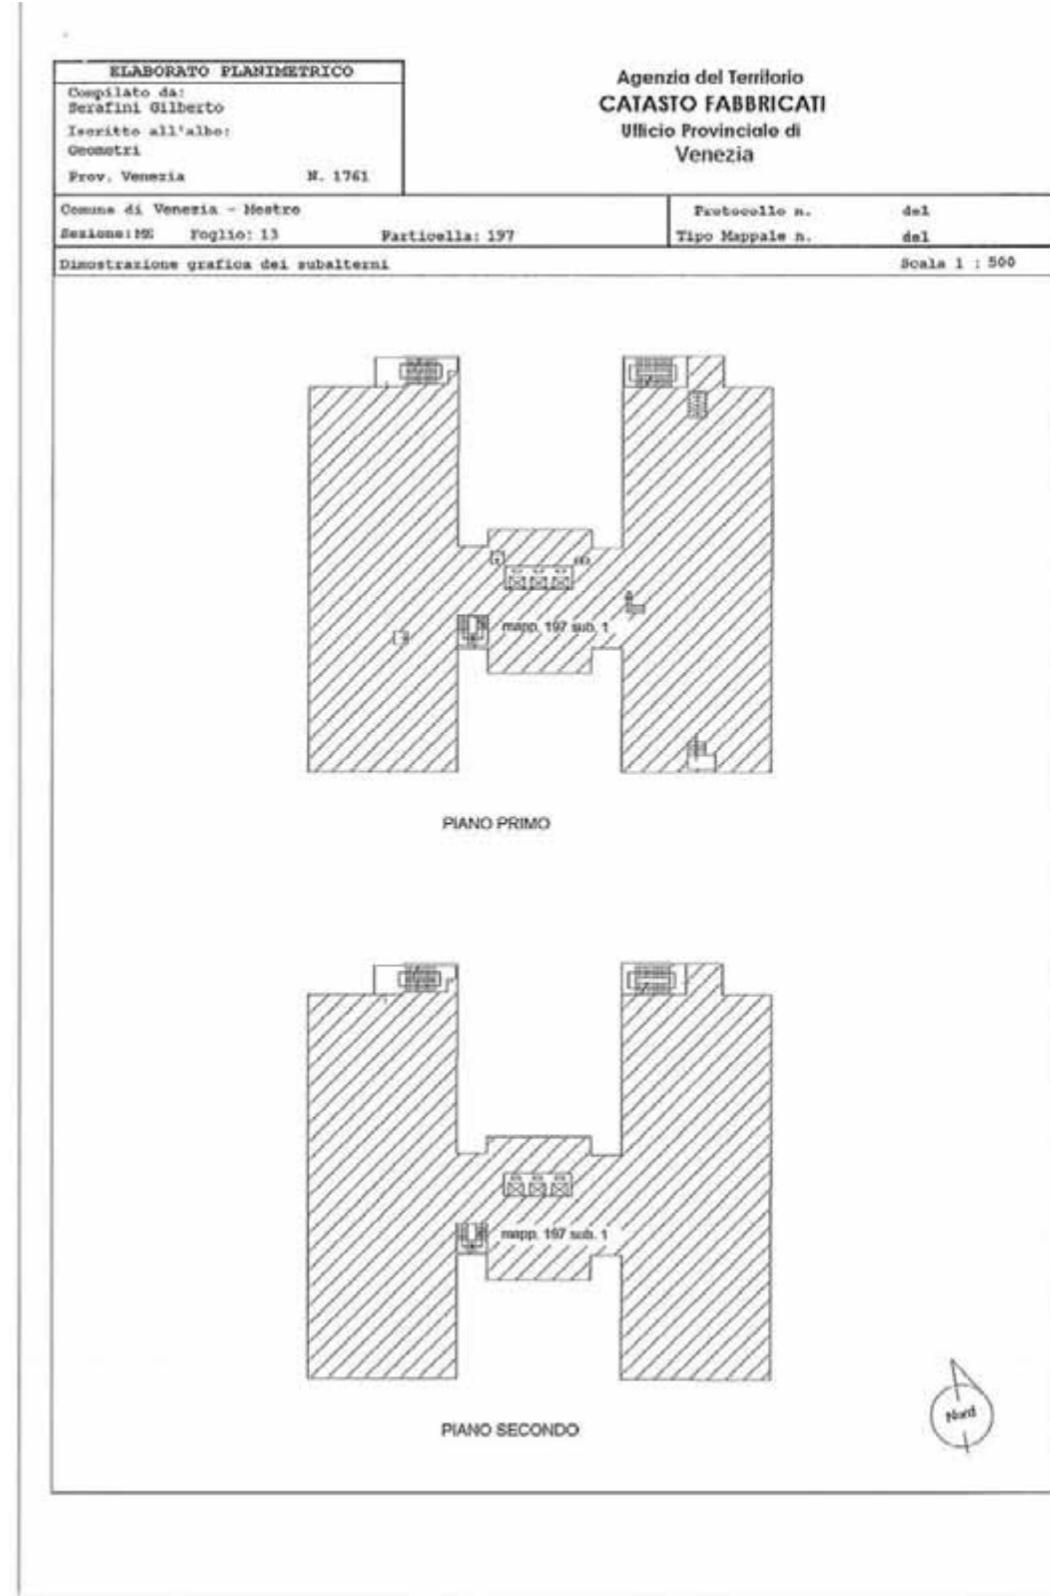 ELABORATO PLANIMETRICO
Compilato da:
Serafini Gilberto
Iscritto all'albo:
Geometri
Prov. Venezia N. 1761
Agenzia del Territorio
CATASTO FABBRICATI
Ufficio Provinciale di
Venezia
Comune di Venezia - Mestre
Sezione: ME Foglio: 13 Particella: 197
Protocollo n. del
Tipo Mappale n. del
Dimostrazione grafica dei subalterni Scala 1 : 500
mapp. 197 sub. 1
PIANO PRIMO
mapp. 197 sub. 1
PIANO SECONDO
Nord